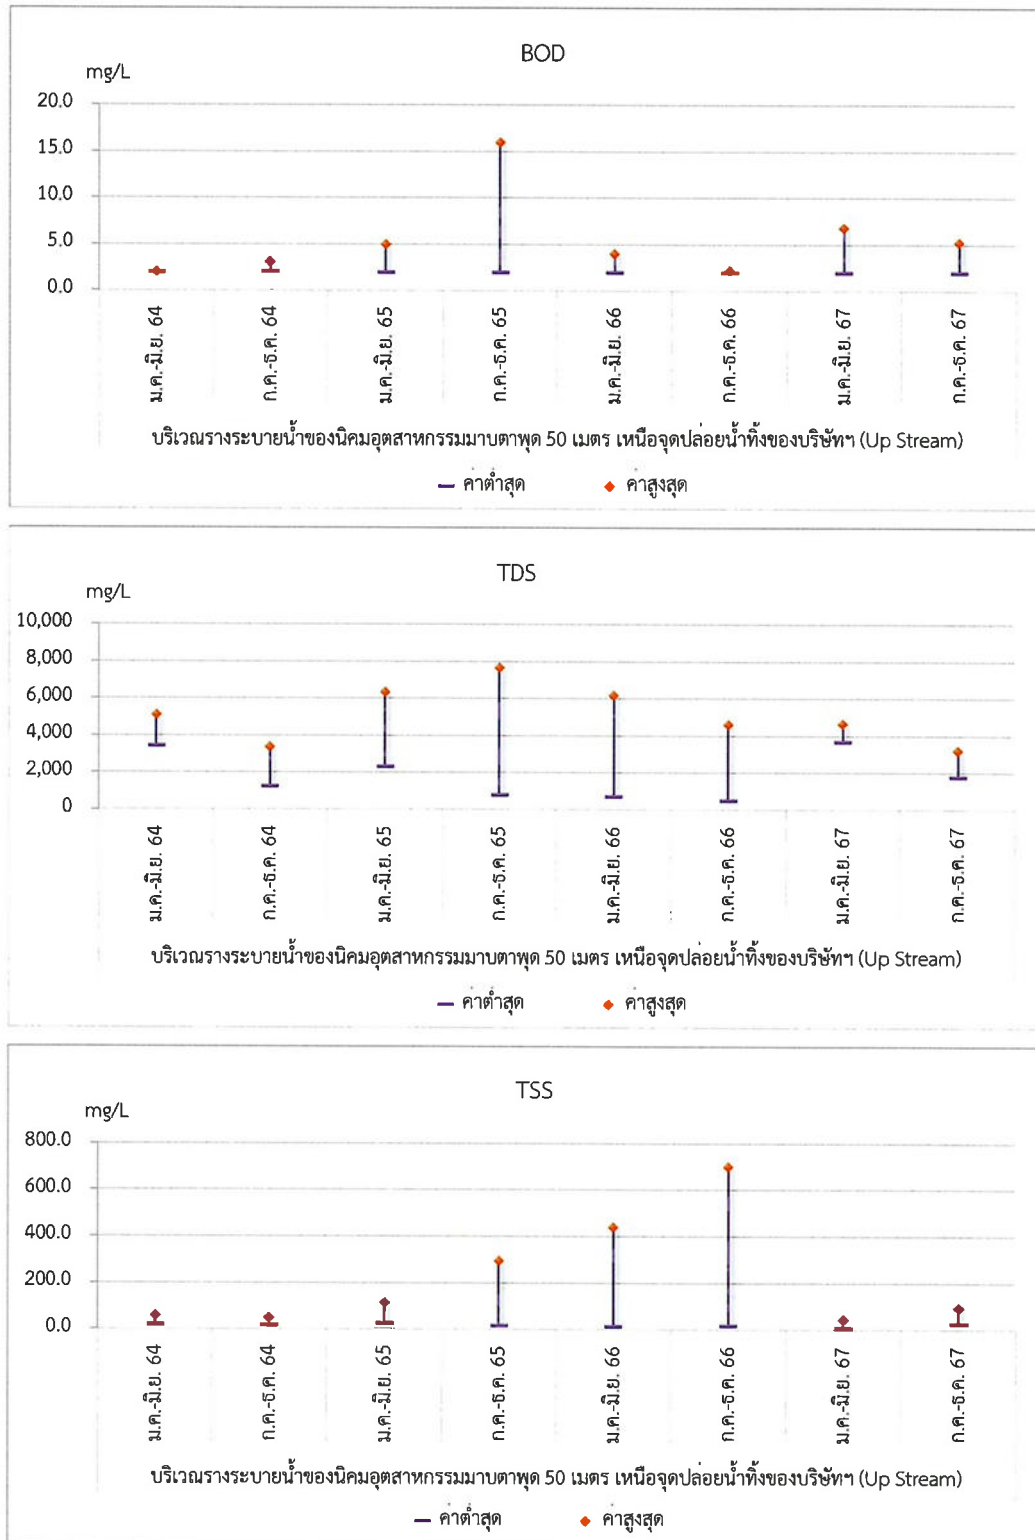 BOD
mg/L
20.0
15.0
10.0
5.0
0.0
ม.ค.-มิ.ย. 64
ก.ค.-ธ.ค. 64
ม.ค.-มิ.ย. 65
ก.ค.-ธ.ค. 65
ม.ค.-มิ.ย. 66
ก.ค.-ธ.ค. 66
ม.ค.-มิ.ย. 67
ก.ค.-ธ.ค. 67
บริเวณรางระบายน้ำของนิคมอุตสาหกรรมมาบตาพุด 50 เมตร เหนือจุดปล่อยน้ำทิ้งของบริษัทฯ (Up Stream)
ค่าต่ำสุด ค่าสูงสุด
TDS
mg/L
10,000
8,000
6,000
4,000
2,000
0
ม.ค.-มิ.ย. 64
ก.ค.-ธ.ค. 64
ม.ค.-มิ.ย. 65
ก.ค.-ธ.ค. 65
ม.ค.-มิ.ย. 66
ก.ค.-ธ.ค. 66
ม.ค.-มิ.ย. 67
ก.ค.-ธ.ค. 67
บริเวณรางระบายน้ำของนิคมอุตสาหกรรมมาบตาพุด 50 เมตร เหนือจุดปล่อยน้ำทิ้งของบริษัทฯ (Up Stream)
ค่าต่ำสุด ค่าสูงสุด
TSS
mg/L
800.0
600.0
400.0
200.0
0.0
ม.ค.-มิ.ย. 64
ก.ค.-ธ.ค. 64
ม.ค.-มิ.ย. 65
ก.ค.-ธ.ค. 65
ม.ค.-มิ.ย. 66
ก.ค.-ธ.ค. 66
ม.ค.-มิ.ย. 67
ก.ค.-ธ.ค. 67
บริเวณรางระบายน้ำของนิคมอุตสาหกรรมมาบตาพุด 50 เมตร เหนือจุดปล่อยน้ำทิ้งของบริษัทฯ (Up Stream)
ค่าต่ำสุด ค่าสูงสุด